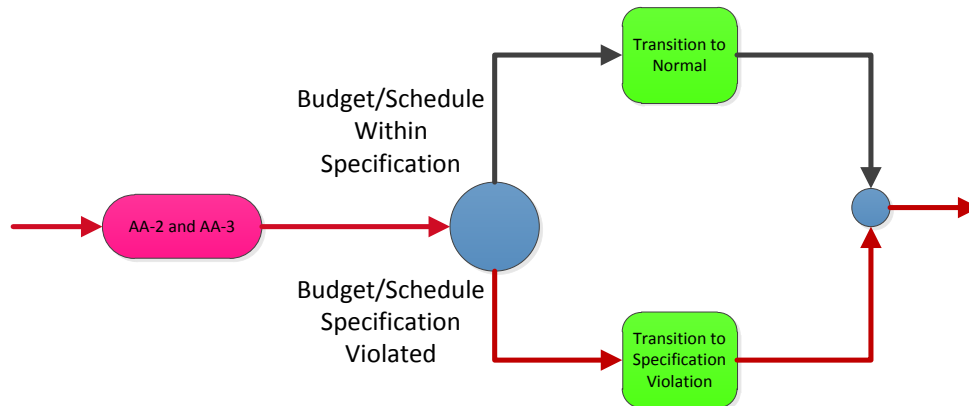 Transition to
Normal
Budget/Schedule
Within
Specification
AA-2 and AA-3
Budget/Schedule
Specification
Violated
Transition to
Specification
Violation